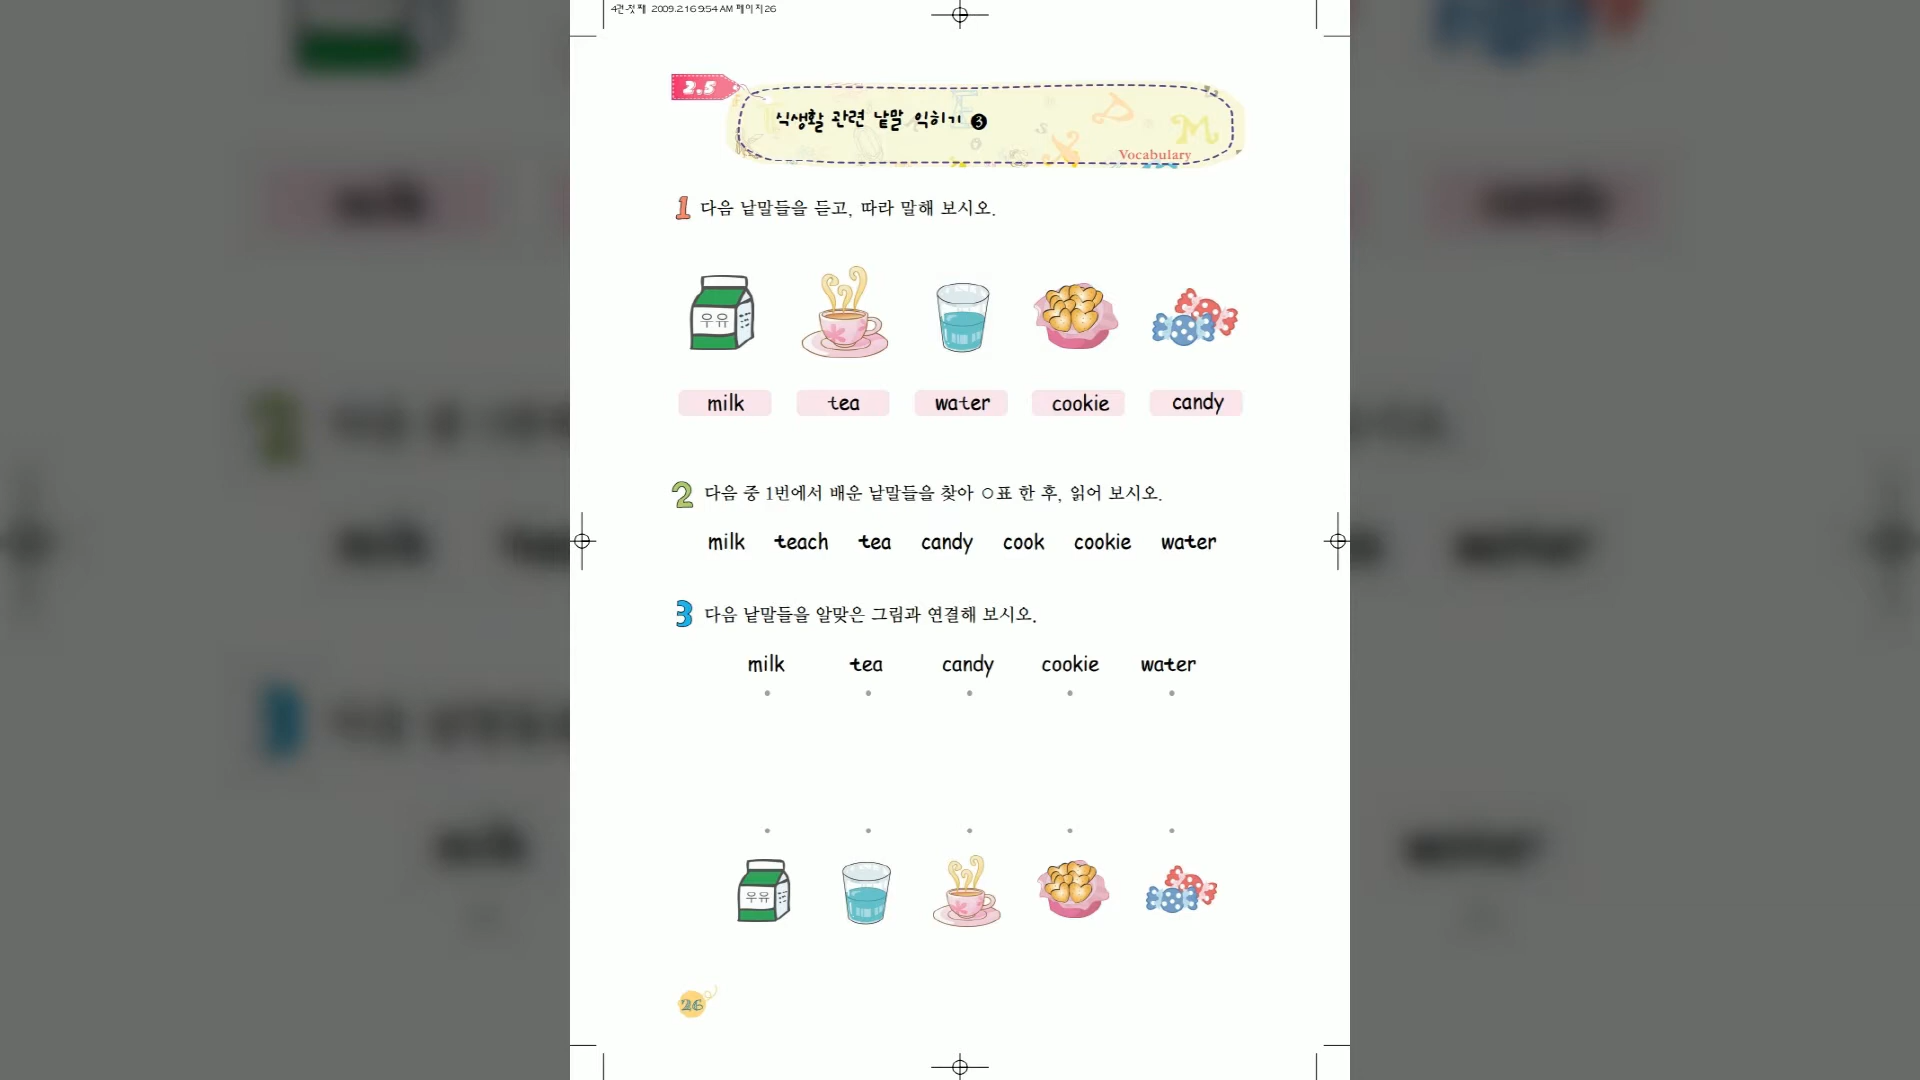 4권-첫째 2009.2.16 9:54 AM 페이지26
2.5
식생활 관련 낱말 익히기 ❸
Vocabulary
1 다음 낱말들을 듣고, 따라 말해 보시오.
우유
milk tea water cookie candy
2 다음 중 1번에서 배운 낱말들을 찾아 ○표 한 후, 읽어 보시오.
milk teach tea candy cook cookie water
3 다음 낱말들을 알맞은 그림과 연결해 보시오.
milk tea candy cookie water
우유
26